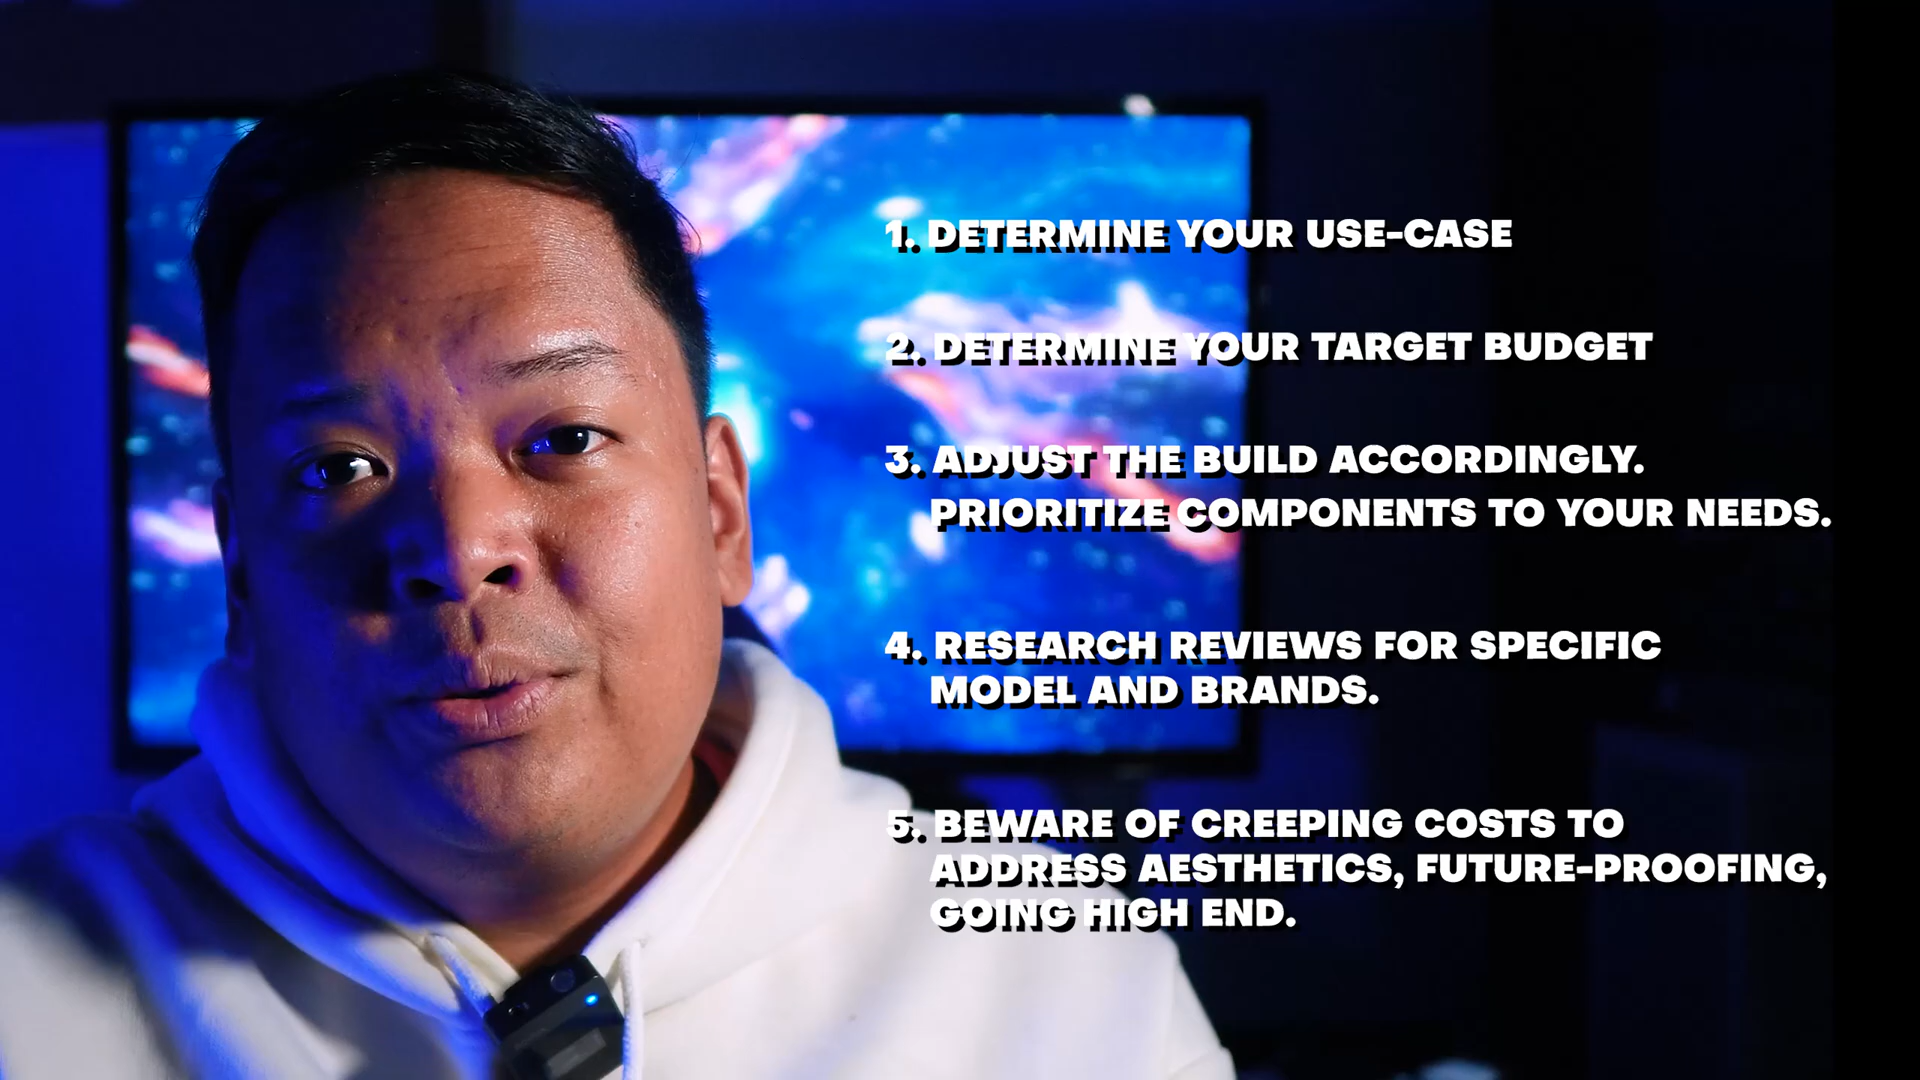 1. DETERMINE YOUR USE-CASE
2. DETERMINE YOUR TARGET BUDGET
3. ADJUST THE BUILD ACCORDINGLY.
PRIORITIZE COMPONENTS TO YOUR NEEDS.
4. RESEARCH REVIEWS FOR SPECIFIC
MODEL AND BRANDS.
5. BEWARE OF CREEPING COSTS TO
ADDRESS AESTHETICS, FUTURE-PROOFING,
GOING HIGH END.